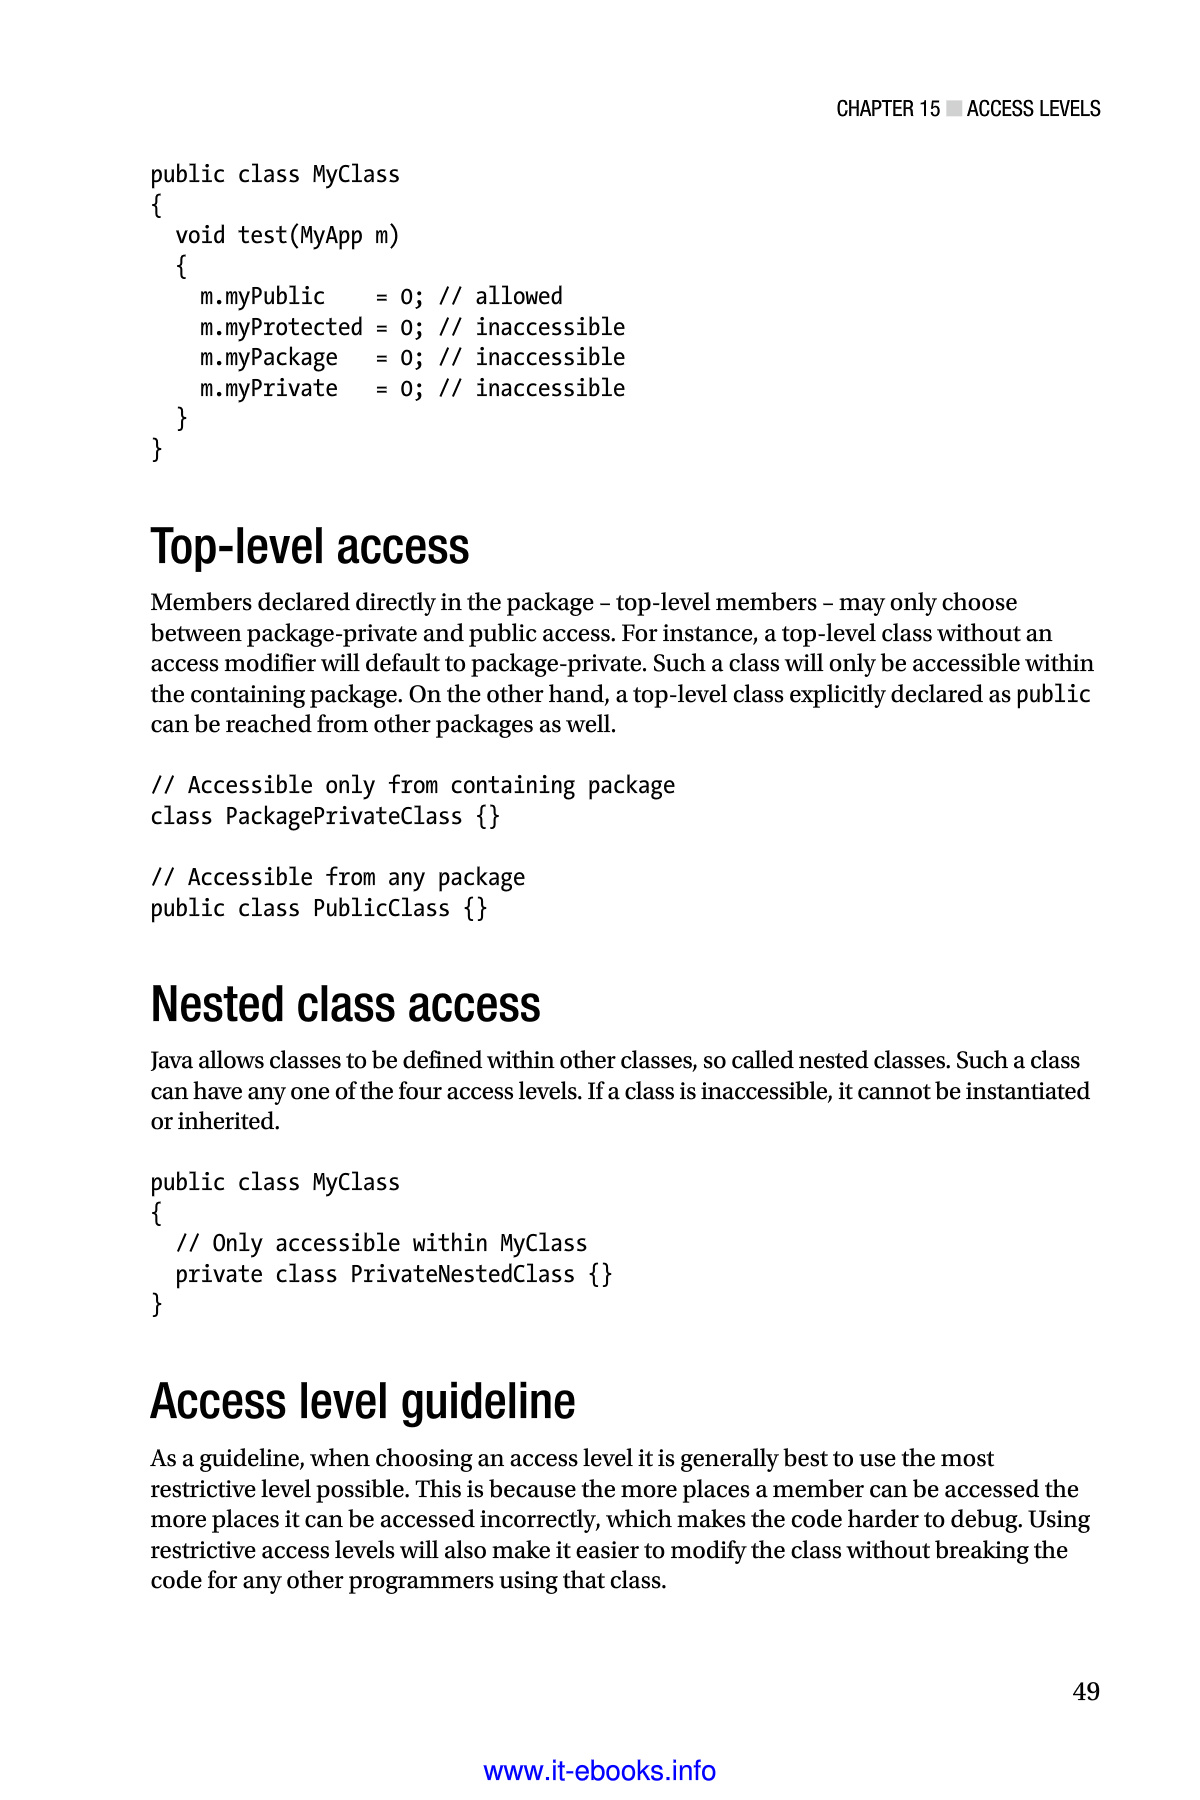 CHAPTER 15 ■ ACCESS LEVELS
public class MyClass
{
  void test(MyApp m)
  {
    m.myPublic    = 0; // allowed
    m.myProtected = 0; // inaccessible
    m.myPackage   = 0; // inaccessible
    m.myPrivate   = 0; // inaccessible
  }
}
Top-level access
Members declared directly in the package – top-level members – may only choose
between package-private and public access. For instance, a top-level class without an
access modifier will default to package-private. Such a class will only be accessible within
the containing package. On the other hand, a top-level class explicitly declared as public
can be reached from other packages as well.
// Accessible only from containing package
class PackagePrivateClass {}
// Accessible from any package
public class PublicClass {}
Nested class access
Java allows classes to be defined within other classes, so called nested classes. Such a class
can have any one of the four access levels. If a class is inaccessible, it cannot be instantiated
or inherited.
public class MyClass
{
  // Only accessible within MyClass
  private class PrivateNestedClass {}
}
Access level guideline
As a guideline, when choosing an access level it is generally best to use the most
restrictive level possible. This is because the more places a member can be accessed the
more places it can be accessed incorrectly, which makes the code harder to debug. Using
restrictive access levels will also make it easier to modify the class without breaking the
code for any other programmers using that class.
49
www.it-ebooks.info